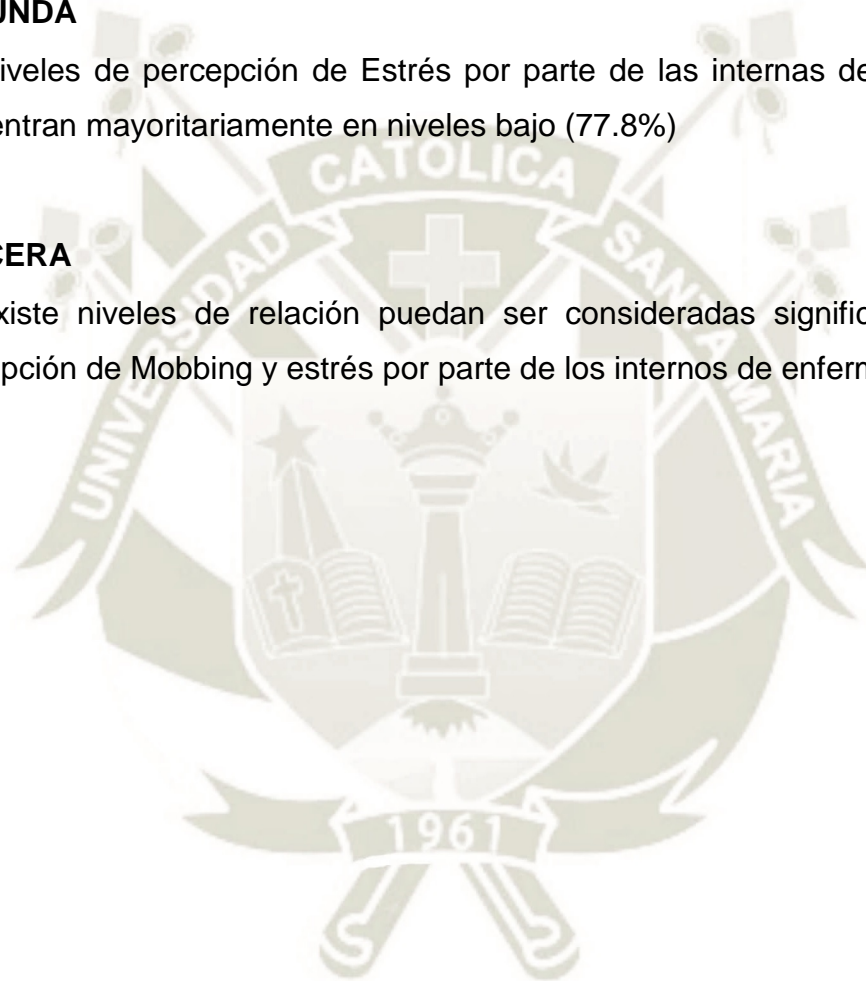 UNDA
iveles de percepción de Estrés por parte de las internas de
entran mayoritariamente en niveles bajo (77.8%)
CERA
xiste niveles de relación puedan ser consideradas signific
pción de Mobbing y estrés por parte de los internos de enferm
UNIVERSIDAD CATÓLICA SANTA MARIA
1961